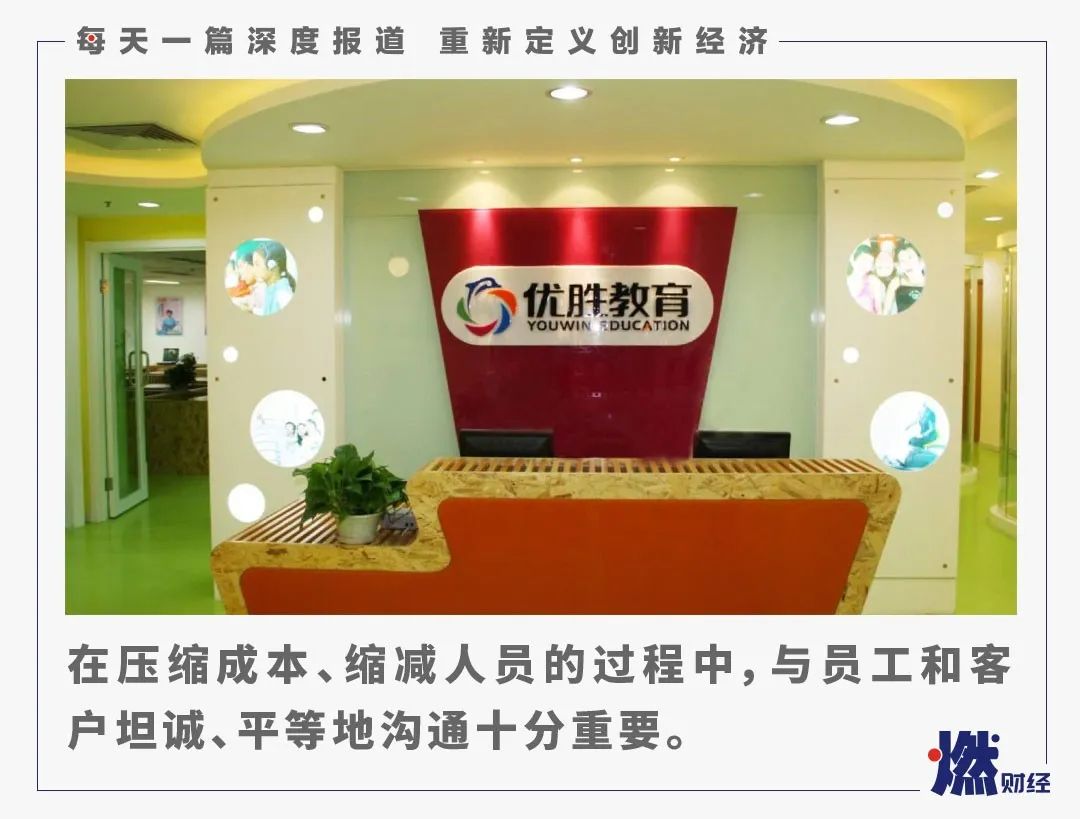 每天一篇深度报道 重新定义创新经济
优胜教育
YOUWIN EDUCATION
在压缩成本、缩减人员的过程中,与员工和客
户坦诚、平等地沟通十分重要。
燃财经